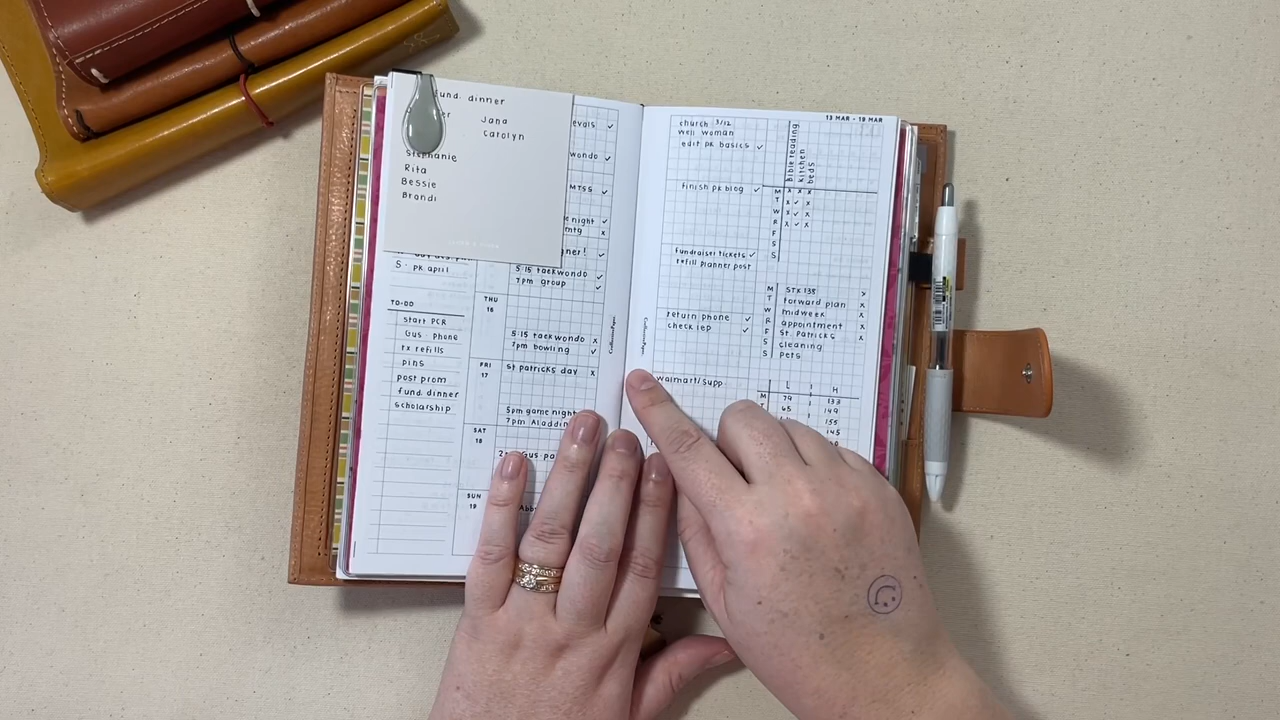 fund. dinner
Jana
Carolyn
Stephanie
Rita
Bessie
Brandi
S · pk april
TO-DO
Start PCR
Gus · phone
rx refills
pins
post prom
fund. dinner
scholarship
evals ✓
MTSS ✓
5:15 taekwondo ✓
7pm group ✓
THU
16
5:15 taekwondo x
7pm bowling ✓
FRI
17
St patricks day x
5pm game night
7pm Aladdin
SAT
18
SUN
19
13 MAR - 19 MAR
church 3/12
well woman
edit pk basics ✓
finish pk blog ✓
fundraiser tickets ✓
refill planner post
return phone ✓
check iep ✓
walmart/supp
bible reading
kitchen
beds
M x x x
T x ✓ x
W x ✓ x
R x ✓ x
F
S
S
M STX 138 >
T forward plan x
W midweek x
R appointment x
F St. Patricks x
S cleaning
S pets
L I H
M 79 1 133
T 65 1 149
155
145